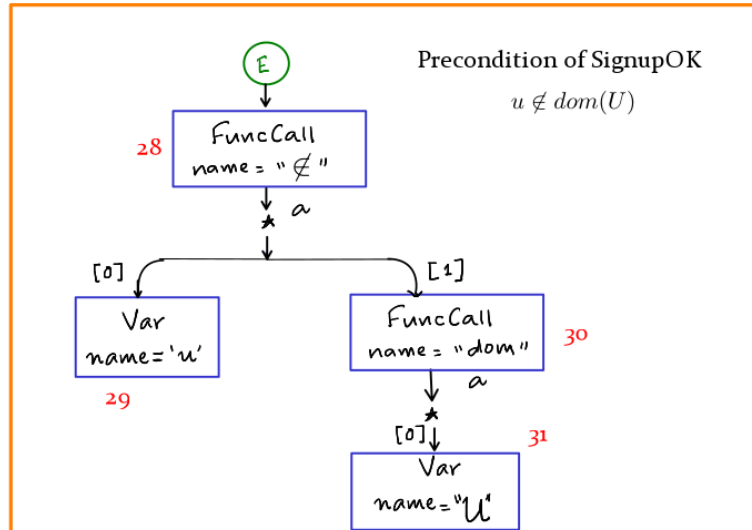 E
Precondition of SignupOK
u ∉ dom(U)
28
FuncCall
name = "∉"
a
*
[0]
[1]
Var
name='u'
29
FuncCall
name = "dom"
30
a
*
[0]
31
Var
name="U"